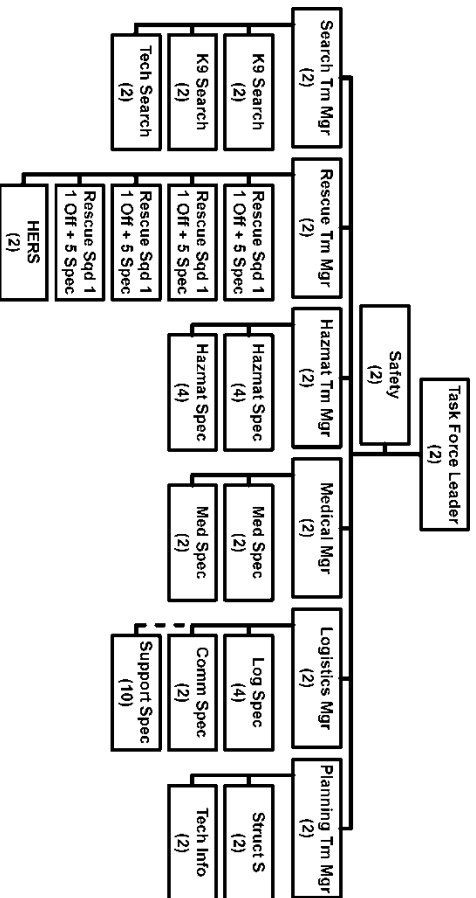 Task Force Leader
(2)
Safety
(2)
Search Tm Mgr
(2)
K9 Search
(2)
K9 Search
(2)
Tech Search
(2)
Rescue Tm Mgr
(2)
Rescue Sqd 1
1 Off + 5 Spec
Rescue Sqd 1
1 Off + 5 Spec
Rescue Sqd 1
1 Off + 5 Spec
Rescue Sqd 1
1 Off + 5 Spec
HERS
(2)
Hazmat Tm Mgr
(2)
Hazmat Spec
(4)
Hazmat Spec
(4)
Medical Mgr
(2)
Med Spec
(2)
Med Spec
(2)
Logistics Mgr
(2)
Log Spec
(4)
Comm Spec
(2)
Support Spec
(10)
Planning Tm Mgr
(2)
Struct S
(2)
Tech Info
(2)